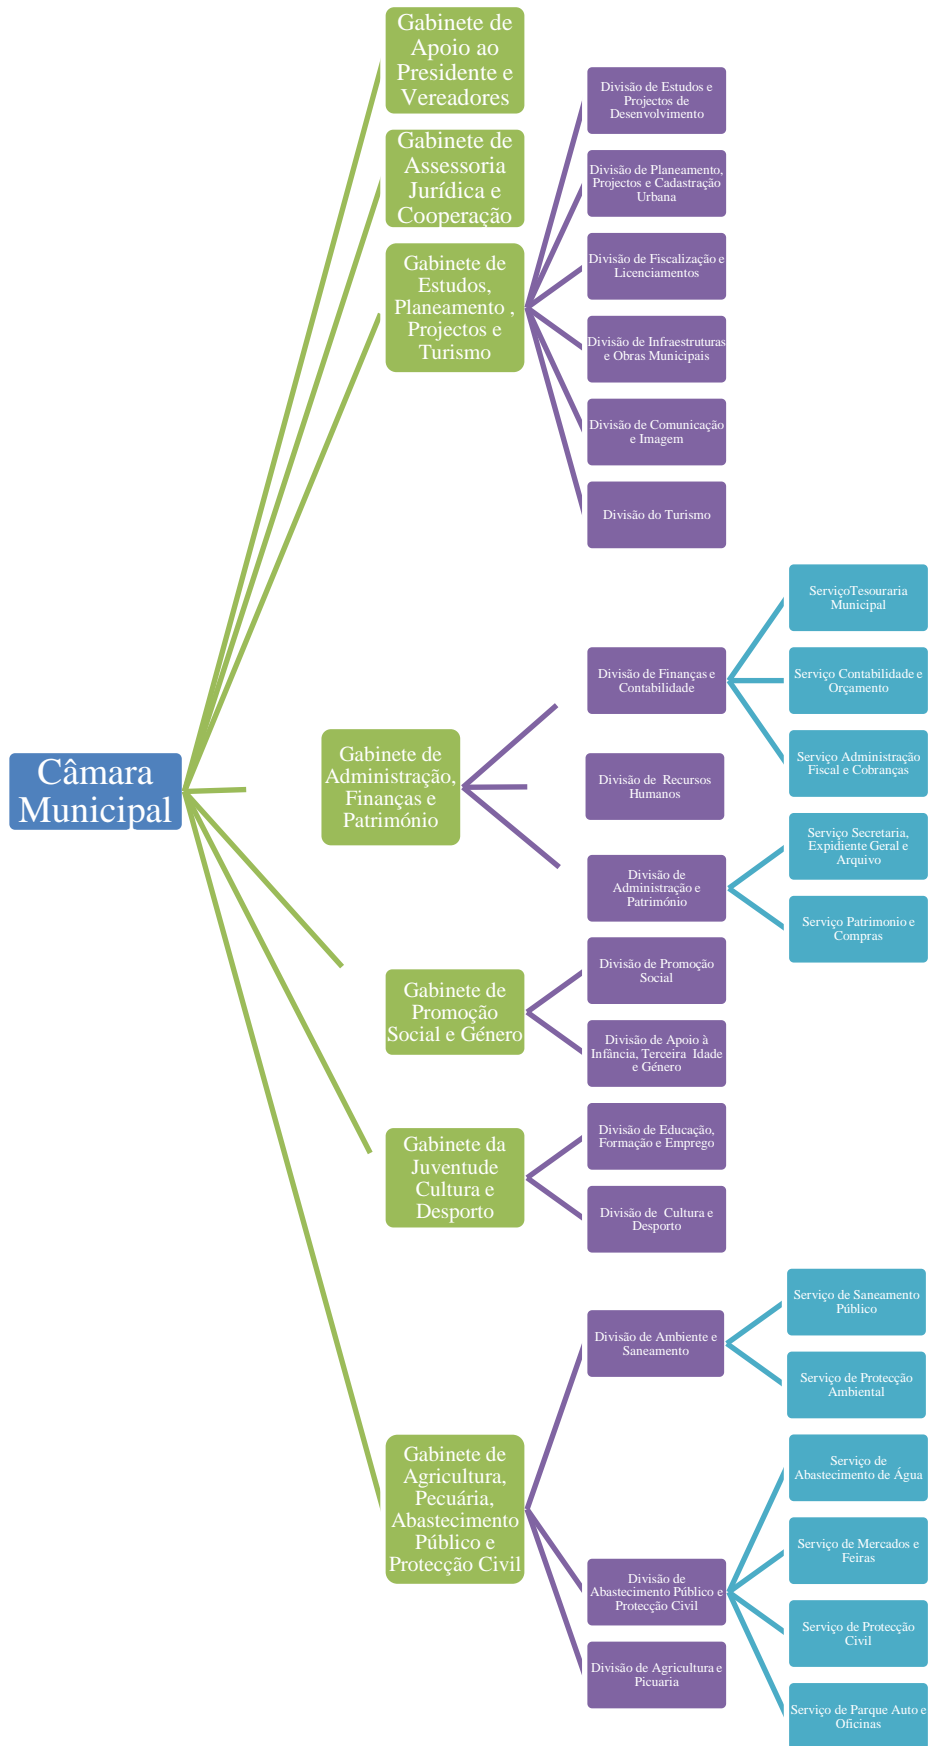 Câmara
Municipal
Gabinete de
Apoio ao
Presidente e
Vereadores
Gabinete de
Assessoria
Jurídica e
Cooperação
Gabinete de
Estudos,
Planeamento ,
Projectos e
Turismo
Divisão de Estudos e
Projectos de
Desenvolvimento
Divisão de Planeamento,
Projectos e Cadastração
Urbana
Divisão de Fiscalização e
Licenciamentos
Divisão de Infraestruturas
e Obras Municipais
Divisão de Comunicação
e Imagem
Divisão do Turismo
Gabinete de
Administração,
Finanças e
Património
Divisão de Finanças e
Contabilidade
ServiçoTesouraria
Municipal
Serviço Contabilidade e
Orçamento
Serviço Administração
Fiscal e Cobranças
Divisão de  Recursos
Humanos
Divisão de
Administração e
Património
Serviço Secretaria,
Expidiente Geral e
Arquivo
Serviço Patrimonio e
Compras
Gabinete de
Promoção
Social e Género
Divisão de Promoção
Social
Divisão de Apoio à
Infância, Terceira  Idade
e Género
Gabinete da
Juventude
Cultura e
Desporto
Divisão de Educação,
Formação e Emprego
Divisão de  Cultura e
Desporto
Gabinete de
Agricultura,
Pecuária,
Abastecimento
Público e
Protecção Civil
Divisão de Ambiente e
Saneamento
Serviço de Saneamento
Público
Serviço de Protecção
Ambiental
Divisão de
Abastecimento Público e
Protecção Civil
Serviço de
Abastecimento de Água
Serviço de Mercados e
Feiras
Serviço de Protecção
Civil
Serviço de Parque Auto e
Oficinas
Divisão de Agricultura e
Picuaria